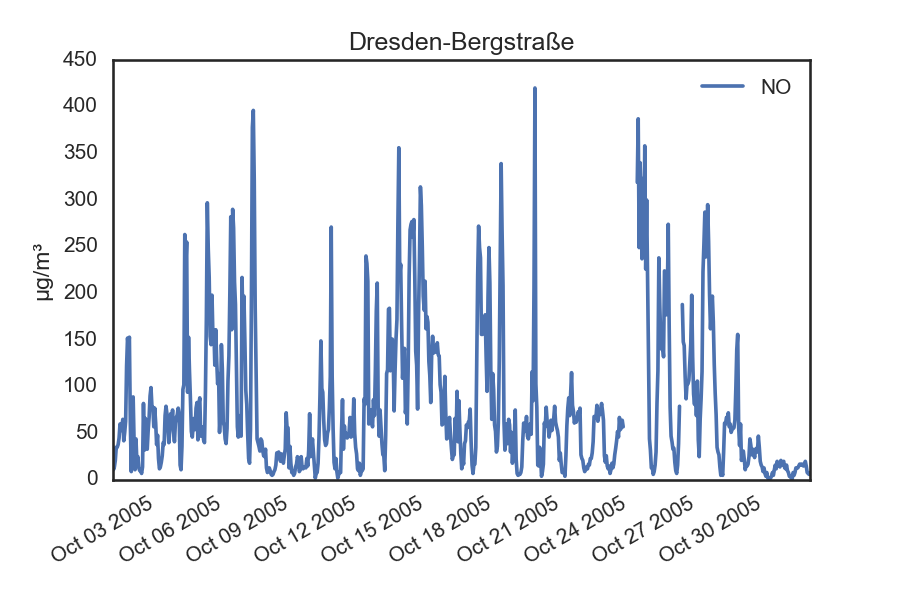 Dresden-Bergstraße
NO
µg/m³
450
400
350
300
250
200
150
100
50
0
Oct 03 2005
Oct 06 2005
Oct 09 2005
Oct 12 2005
Oct 15 2005
Oct 18 2005
Oct 21 2005
Oct 24 2005
Oct 27 2005
Oct 30 2005